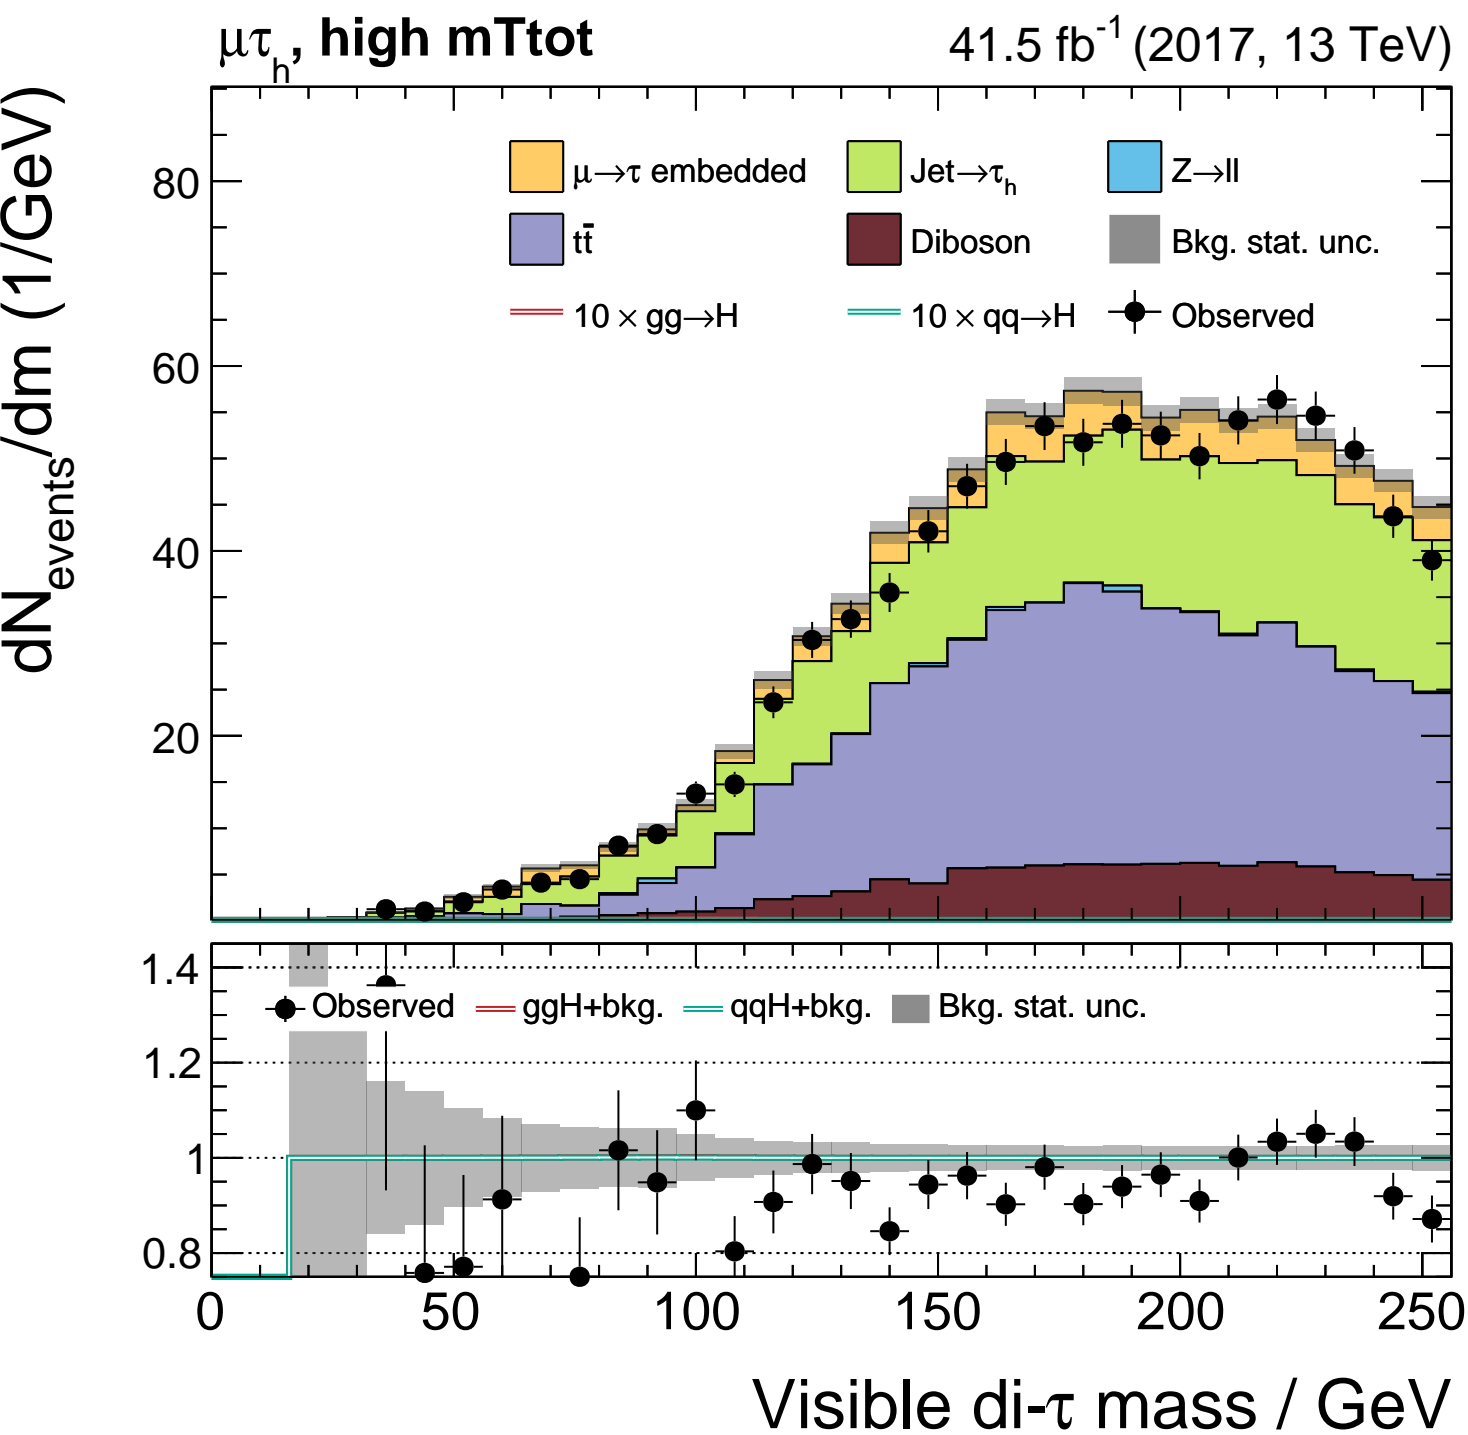 μτh, high mTtot 41.5 fb-1 (2017, 13 TeV)
dNevents/dm (1/GeV)
80
60
40
20
μ→τ embedded Jet→τh Z→ll
tt̄ Diboson Bkg. stat. unc.
10 × gg→H 10 × qq→H Observed
1.4
1.2
1
0.8
Observed ggH+bkg. qqH+bkg. Bkg. stat. unc.
0 50 100 150 200 250
Visible di-τ mass / GeV